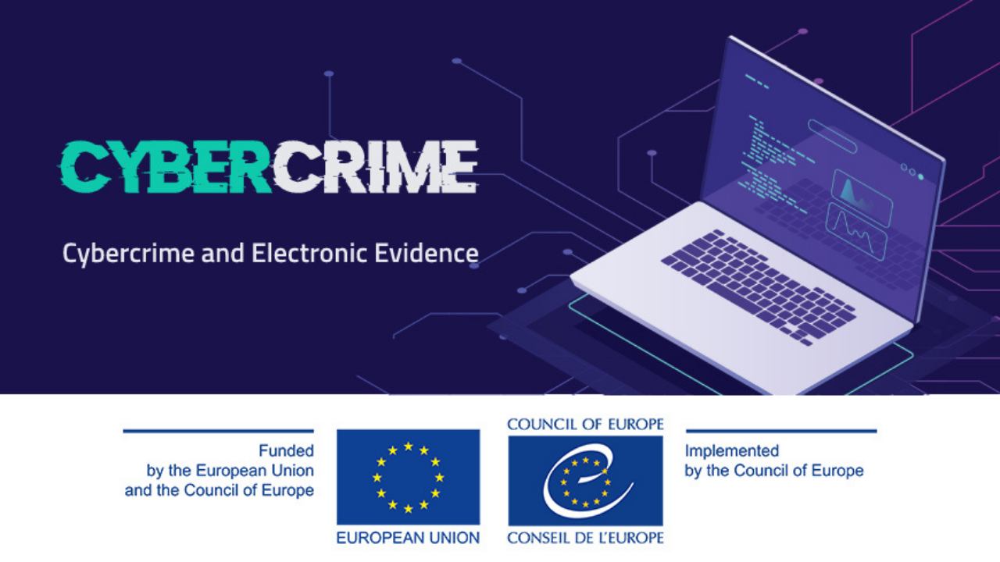 CYBERCRIME
Cybercrime and Electronic Evidence
Funded
by the European Union
and the Council of Europe
EUROPEAN UNION
COUNCIL OF EUROPE
CONSEIL DE L'EUROPE
Implemented
by the Council of Europe